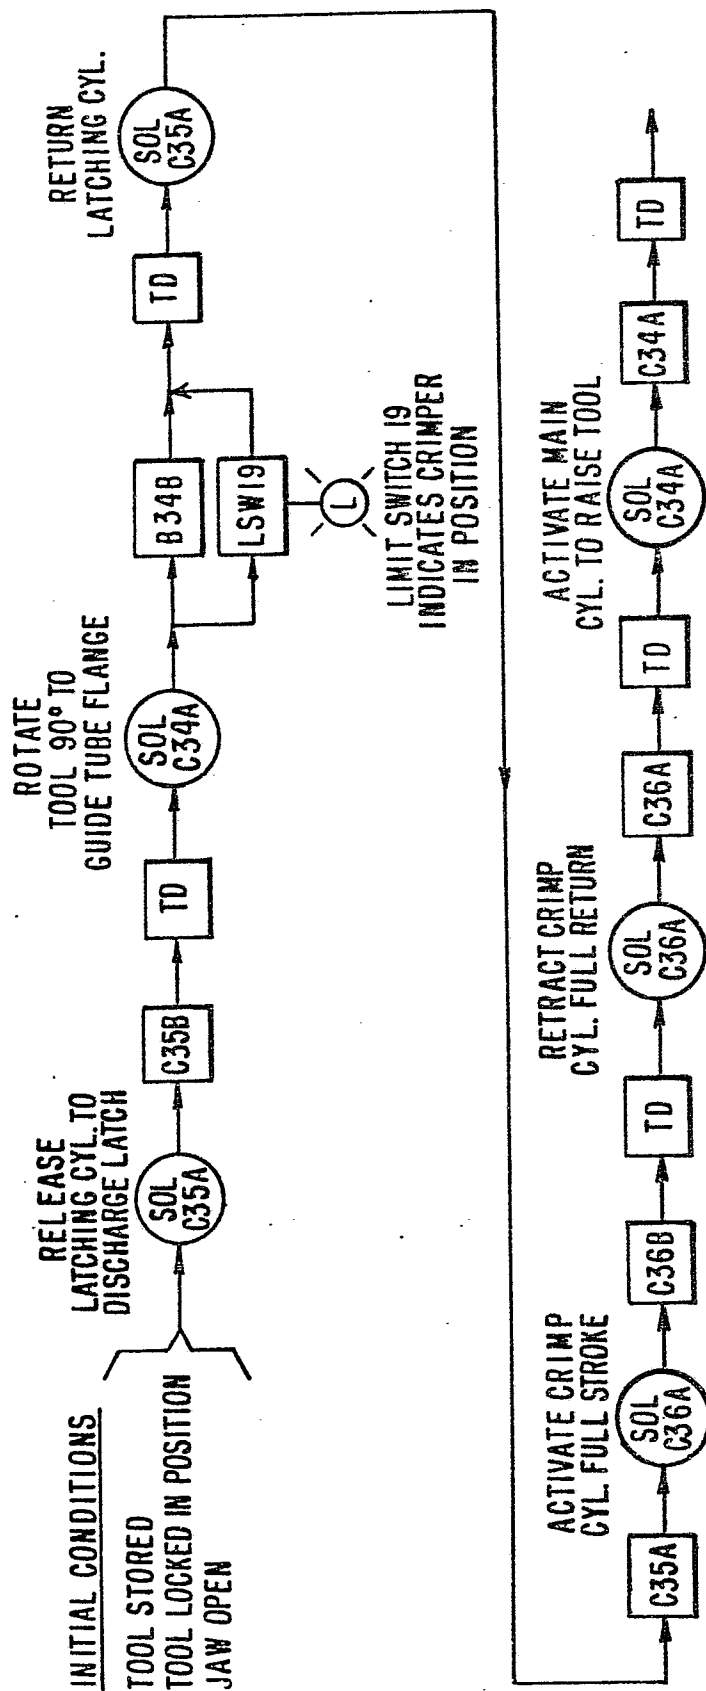 INITIAL CONDITIONS
TOOL STORED
TOOL LOCKED IN POSITION
JAW OPEN
RELEASE
LATCHING CYL. TO
DISCHARGE LATCH
SOL
C35A
C35B
TD
ROTATE
TOOL 90° TO
GUIDE TUBE FLANGE
SOL
C34A
B34B
LSW19
L
LIMIT SWITCH 19
INDICATES CRIMPER
IN POSITION
TD
RETURN
LATCHING CYL.
SOL
C35A
C35A
ACTIVATE CRIMP
CYL. FULL STROKE
SOL
C36A
C36B
TD
RETRACT CRIMP
CYL. FULL RETURN
SOL
C36A
C36A
TD
ACTIVATE MAIN
CYL. TO RAISE TOOL
SOL
C34A
C34A
TD